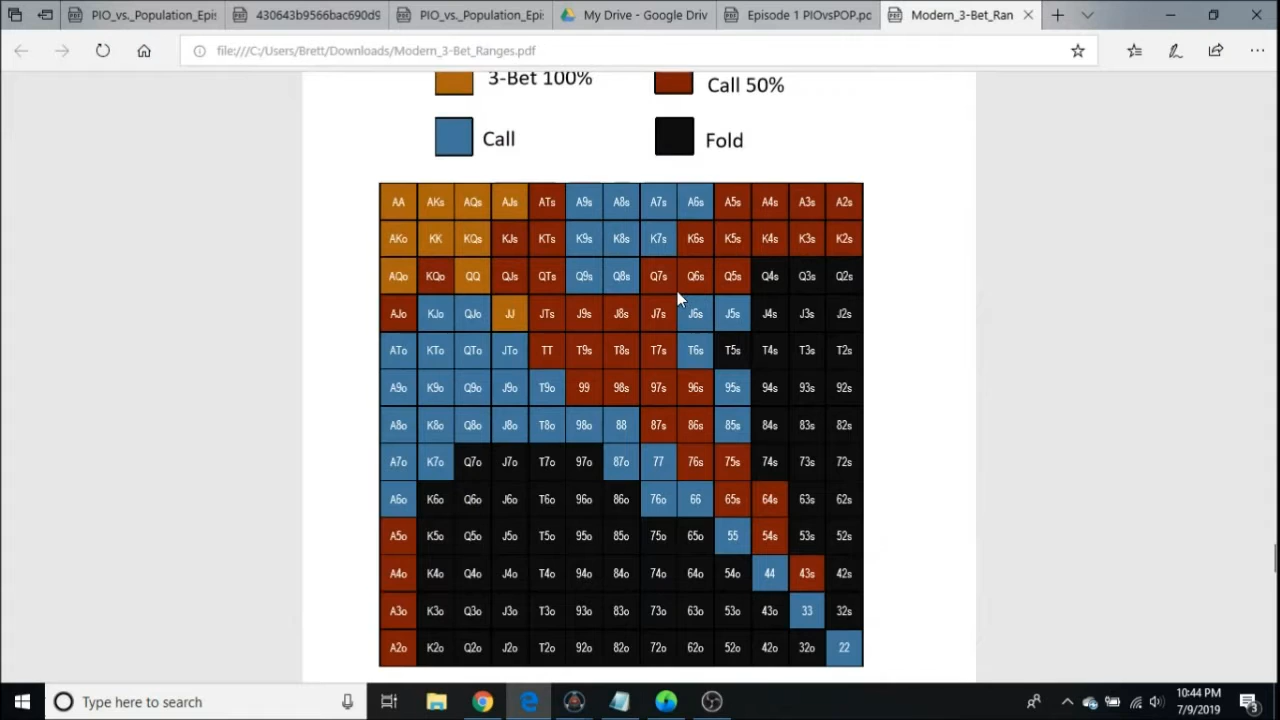 PIO_vs._Population_Epis
430643b9566bac690d9
PIO_vs._Population_Epi
My Drive - Google Driv
Episode 1 PIOvsPOP.pc
Modern_3-Bet_Ran
file:///C:/Users/Brett/Downloads/Modern_3-Bet_Ranges.pdf
3-Bet 100% Call 50%
Call Fold
AA AKs AQs AJs ATs A9s A8s A7s A6s A5s A4s A3s A2s
AKo KK KQs KJs KTs K9s K8s K7s K6s K5s K4s K3s K2s
AQo KQo QQ QJs QTs Q9s Q8s Q7s Q6s Q5s Q4s Q3s Q2s
AJo KJo QJo JJ JTs J9s J8s J7s J6s J5s J4s J3s J2s
ATo KTo QTo JTo TT T9s T8s T7s T6s T5s T4s T3s T2s
A9o K9o Q9o J9o T9o 99 98s 97s 96s 95s 94s 93s 92s
A8o K8o Q8o J8o T8o 98o 88 87s 86s 85s 84s 83s 82s
A7o K7o Q7o J7o T7o 97o 87o 77 76s 75s 74s 73s 72s
A6o K6o Q6o J6o T6o 96o 86o 76o 66 65s 64s 63s 62s
A5o K5o Q5o J5o T5o 95o 85o 75o 65o 55 54s 53s 52s
A4o K4o Q4o J4o T4o 94o 84o 74o 64o 54o 44 43s 42s
A3o K3o Q3o J3o T3o 93o 83o 73o 63o 53o 43o 33 32s
A2o K2o Q2o J2o T2o 92o 82o 72o 62o 52o 42o 32o 22
Type here to search
10:44 PM
7/9/2019
3